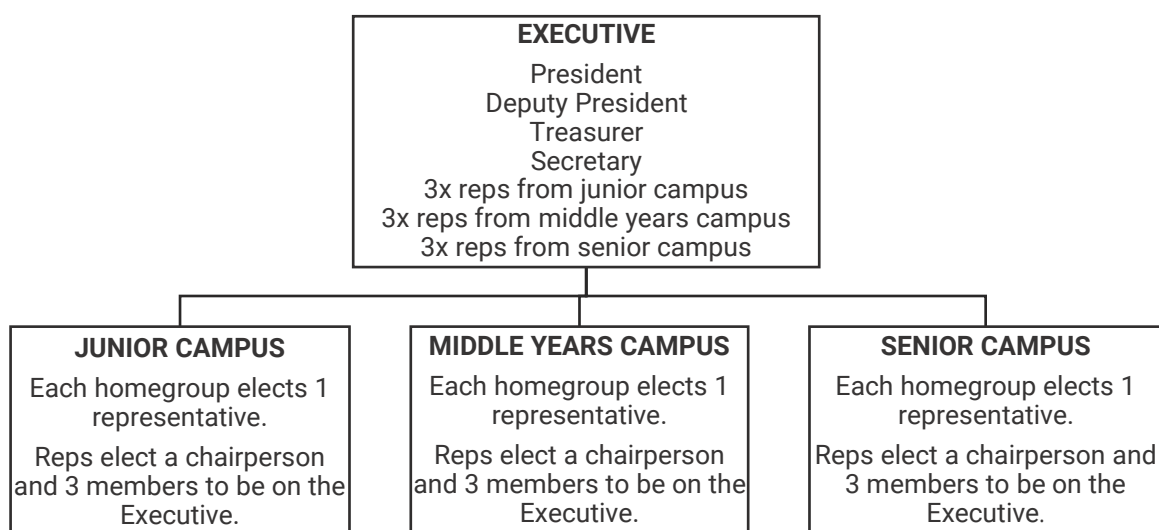 EXECUTIVE
President
Deputy President
Treasurer
Secretary
3x reps from junior campus
3x reps from middle years campus
3x reps from senior campus
JUNIOR CAMPUS
Each homegroup elects 1
representative.
Reps elect a chairperson
and 3 members to be on the
Executive.
MIDDLE YEARS CAMPUS
Each homegroup elects 1
representative.
Reps elect a chairperson
and 3 members to be on the
Executive.
SENIOR CAMPUS
Each homegroup elects 1
representative.
Reps elect a chairperson and
3 members to be on the
Executive.